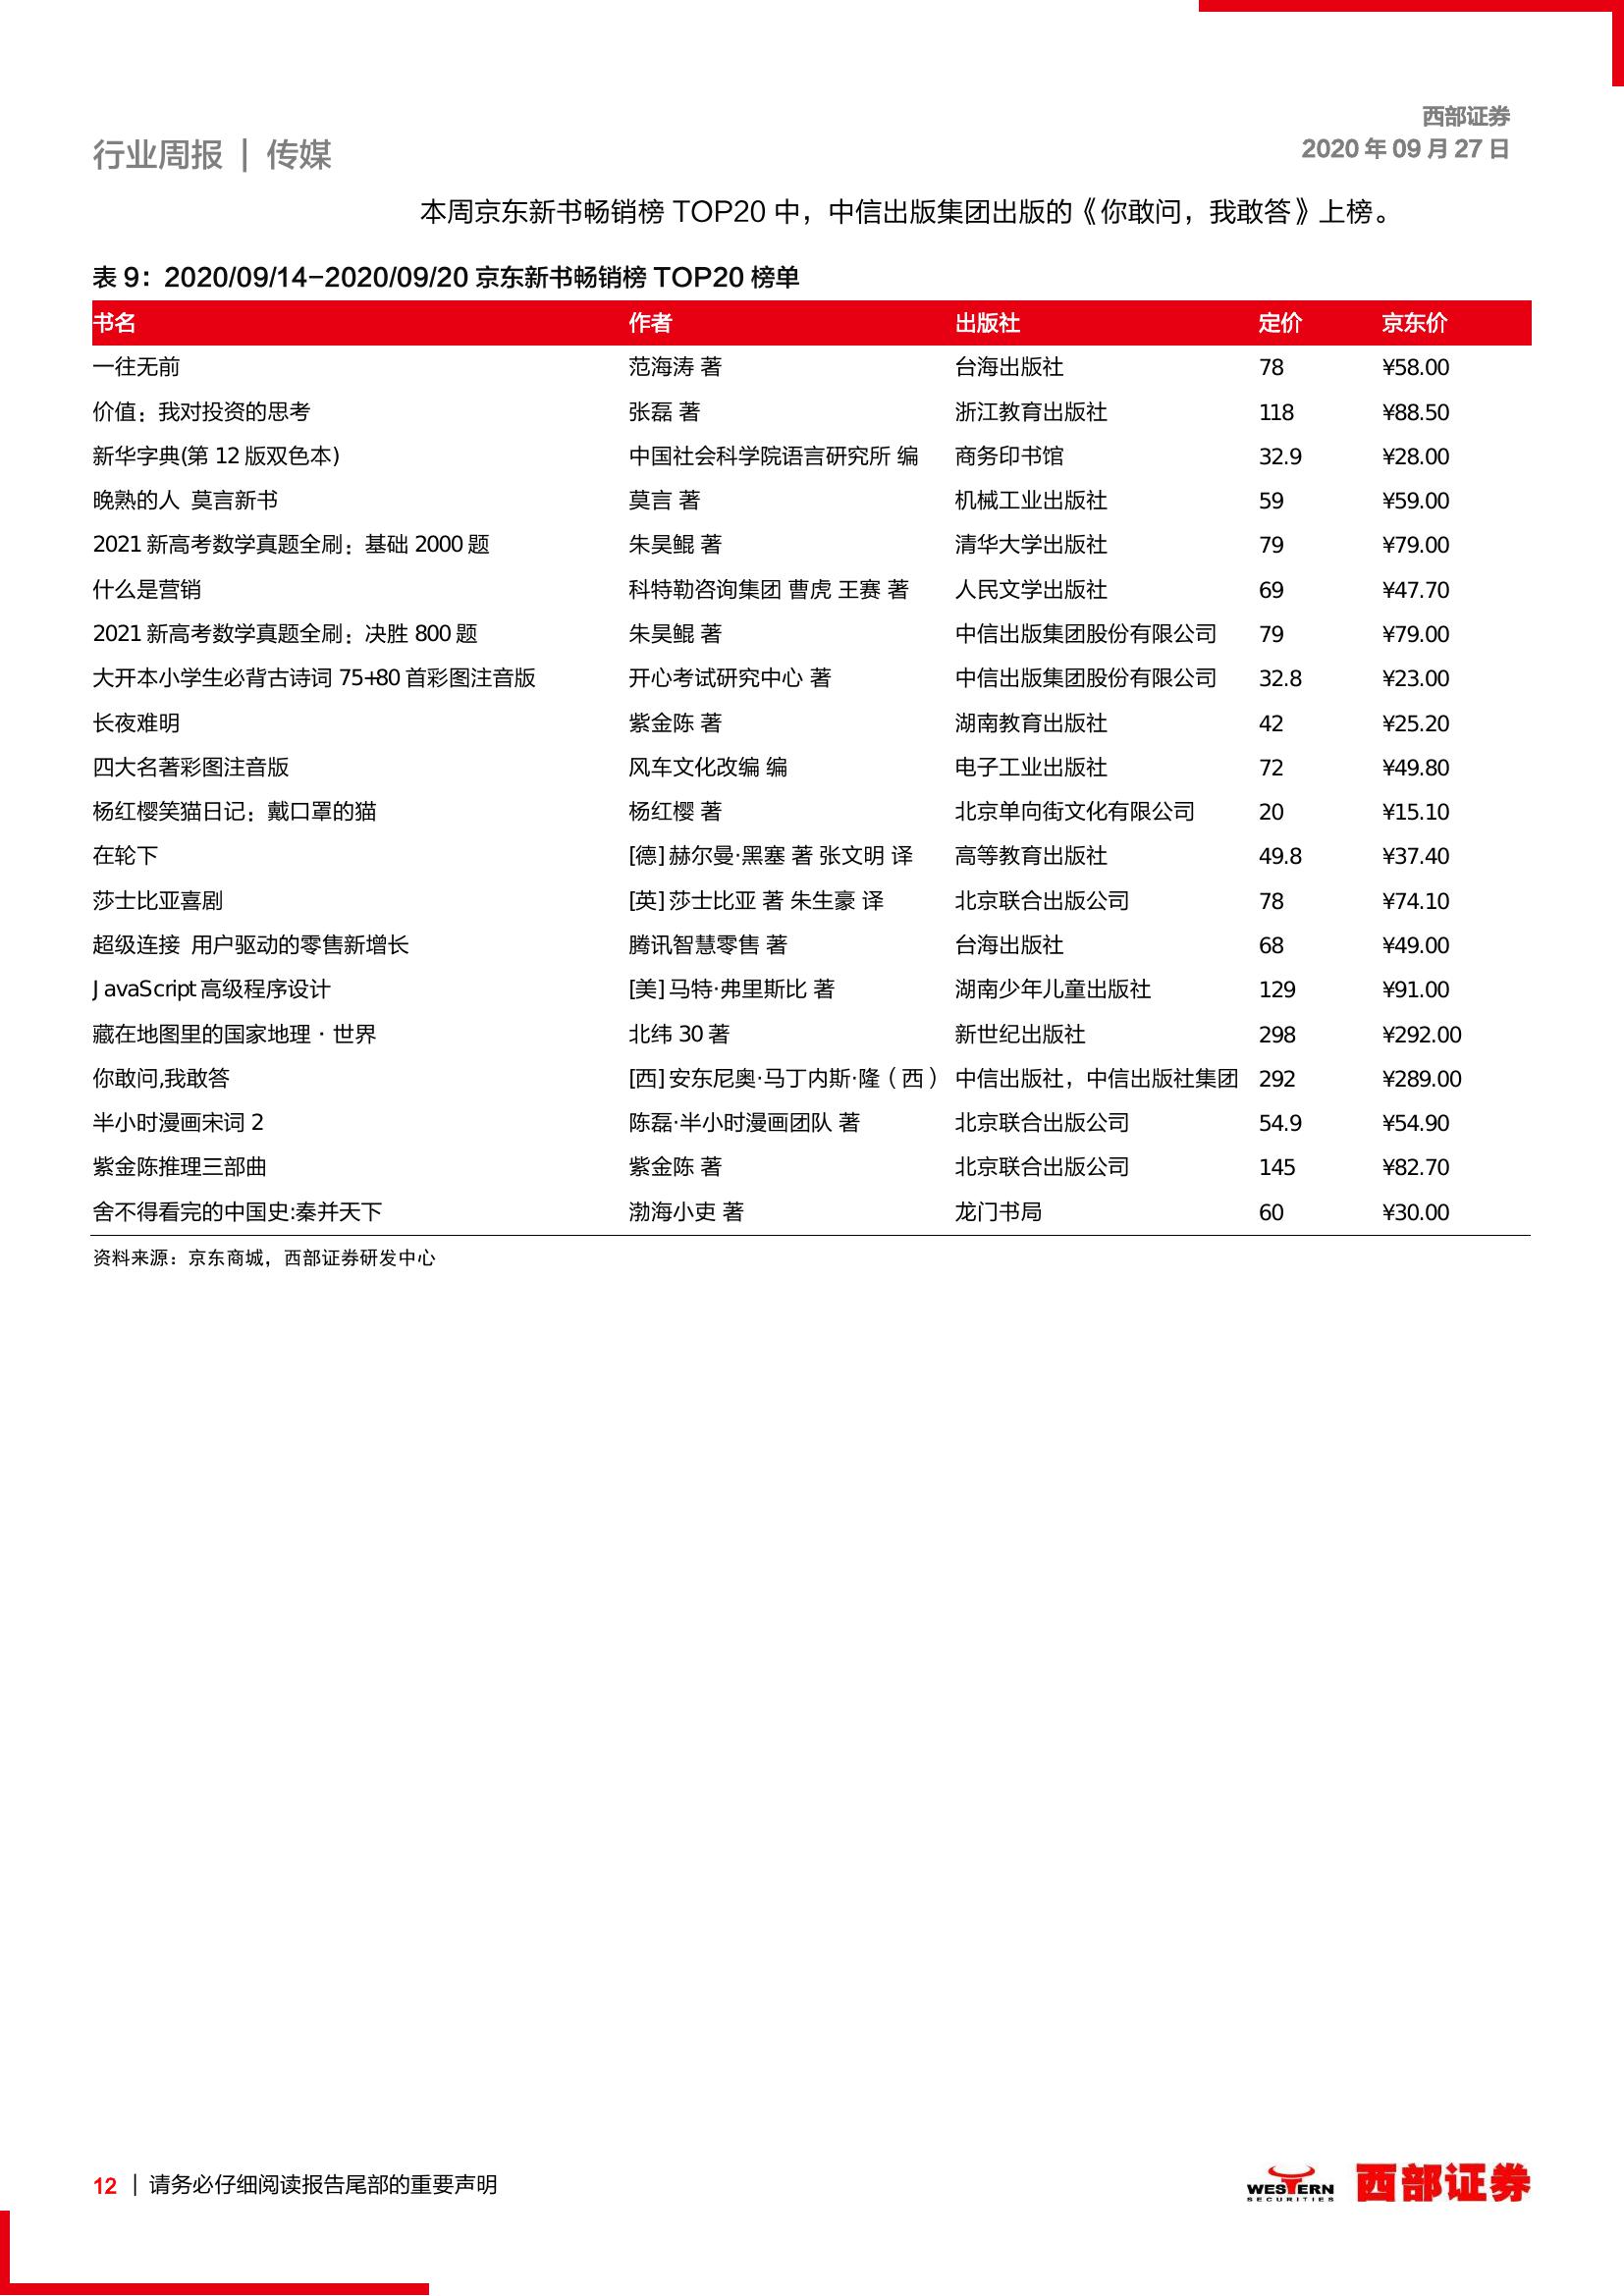 西部证券
行业周报 | 传媒
2020 年 09 月 27 日
本周京东新书畅销榜 TOP20 中，中信出版集团出版的《你敢问，我敢答》上榜。
表 9：2020/09/14-2020/09/20 京东新书畅销榜 TOP20 榜单
书名 作者 出版社 定价 京东价
一往无前 范海涛 著 台海出版社 78 ¥58.00
价值：我对投资的思考 张磊 著 浙江教育出版社 118 ¥88.50
新华字典(第 12 版双色本) 中国社会科学院语言研究所 编 商务印书馆 32.9 ¥28.00
晚熟的人 莫言新书 莫言 著 机械工业出版社 59 ¥59.00
2021 新高考数学真题全刷：基础 2000 题 朱昊鲲 著 清华大学出版社 79 ¥79.00
什么是营销 科特勒咨询集团 曹虎 王赛 著 人民文学出版社 69 ¥47.70
2021 新高考数学真题全刷：决胜 800 题 朱昊鲲 著 中信出版集团股份有限公司 79 ¥79.00
大开本小学生必背古诗词 75+80 首彩图注音版 开心考试研究中心 著 中信出版集团股份有限公司 32.8 ¥23.00
长夜难明 紫金陈 著 湖南教育出版社 42 ¥25.20
四大名著彩图注音版 风车文化改编 编 电子工业出版社 72 ¥49.80
杨红樱笑猫日记：戴口罩的猫 杨红樱 著 北京单向街文化有限公司 20 ¥15.10
在轮下 [德] 赫尔曼·黑塞 著 张文明 译 高等教育出版社 49.8 ¥37.40
莎士比亚喜剧 [英] 莎士比亚 著 朱生豪 译 北京联合出版公司 78 ¥74.10
超级连接 用户驱动的零售新增长 腾讯智慧零售 著 台海出版社 68 ¥49.00
JavaScript 高级程序设计 [美] 马特·弗里斯比 著 湖南少年儿童出版社 129 ¥91.00
藏在地图里的国家地理·世界 北纬 30 著 新世纪出版社 298 ¥292.00
你敢问,我敢答 [西] 安东尼奥·马丁内斯·隆（西） 中信出版社，中信出版社集团 292 ¥289.00
半小时漫画宋词 2 陈磊·半小时漫画团队 著 北京联合出版公司 54.9 ¥54.90
紫金陈推理三部曲 紫金陈 著 北京联合出版公司 145 ¥82.70
舍不得看完的中国史:秦并天下 渤海小吏 著 龙门书局 60 ¥30.00
资料来源：京东商城，西部证券研发中心
12 | 请务必仔细阅读报告尾部的重要声明
WESTERN
SECURITIES
西部证券